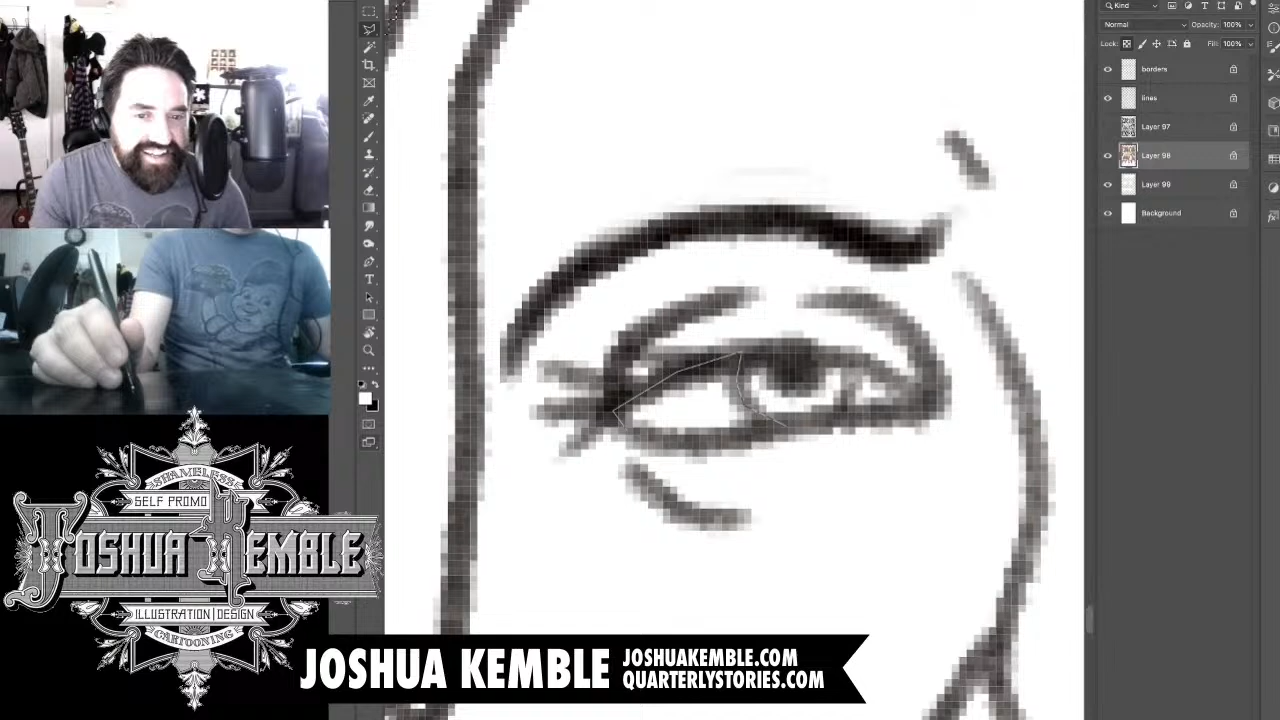 Kind
Normal
Opacity: 100%
Lock:
Fill: 100%
borders
lines
Layer 97
Layer 98
Layer 99
Background
SHAMELESS
SELF PROMO
JOSHUA KEMBLE
ILLUSTRATION | DESIGN
CARTOONING
JOSHUA KEMBLE
JOSHUAKEMBLE.COM
QUARTERLYSTORIES.COM